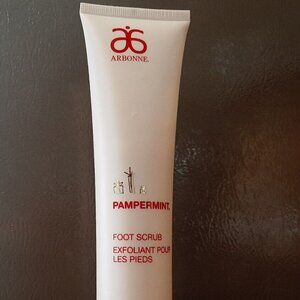 ARBONNE.
PAMPERMINT.
FOOT SCRUB
EXFOLIANT POUR
LES PIEDS